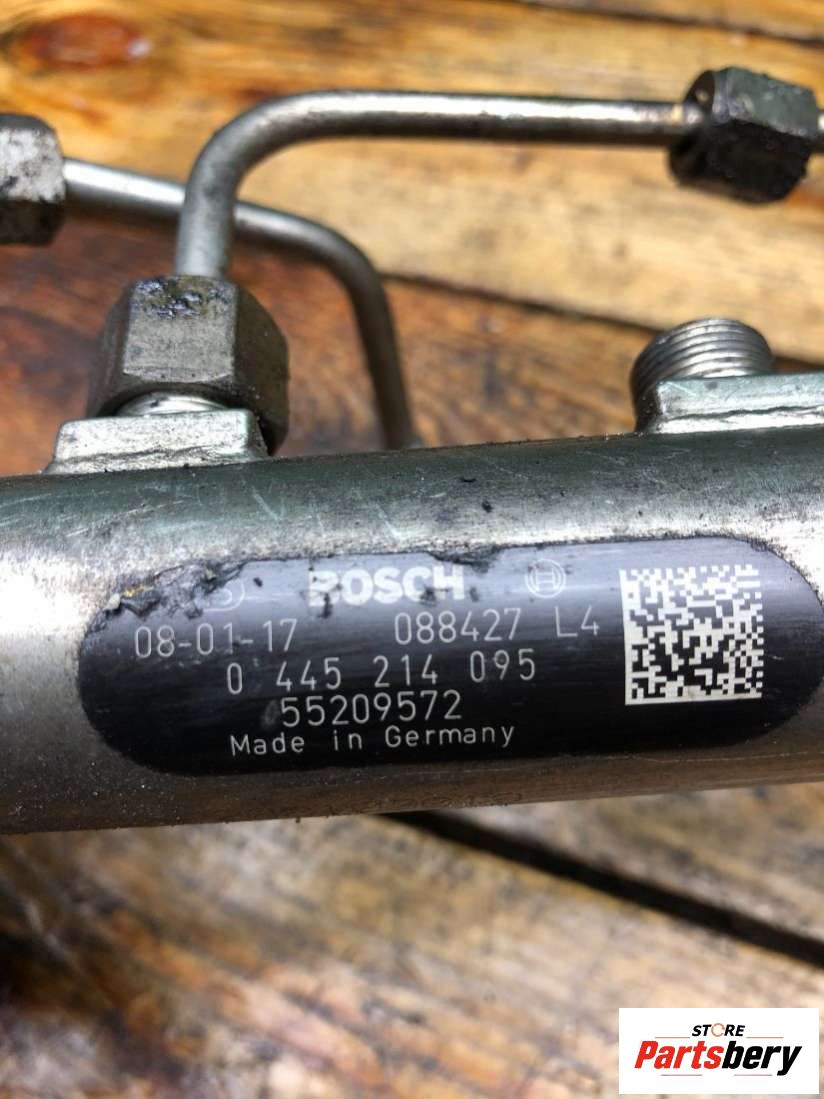 BOSCH
08-01-17 088427 L4
0 445 214 095
55209572
Made in Germany
STORE
Partsbery